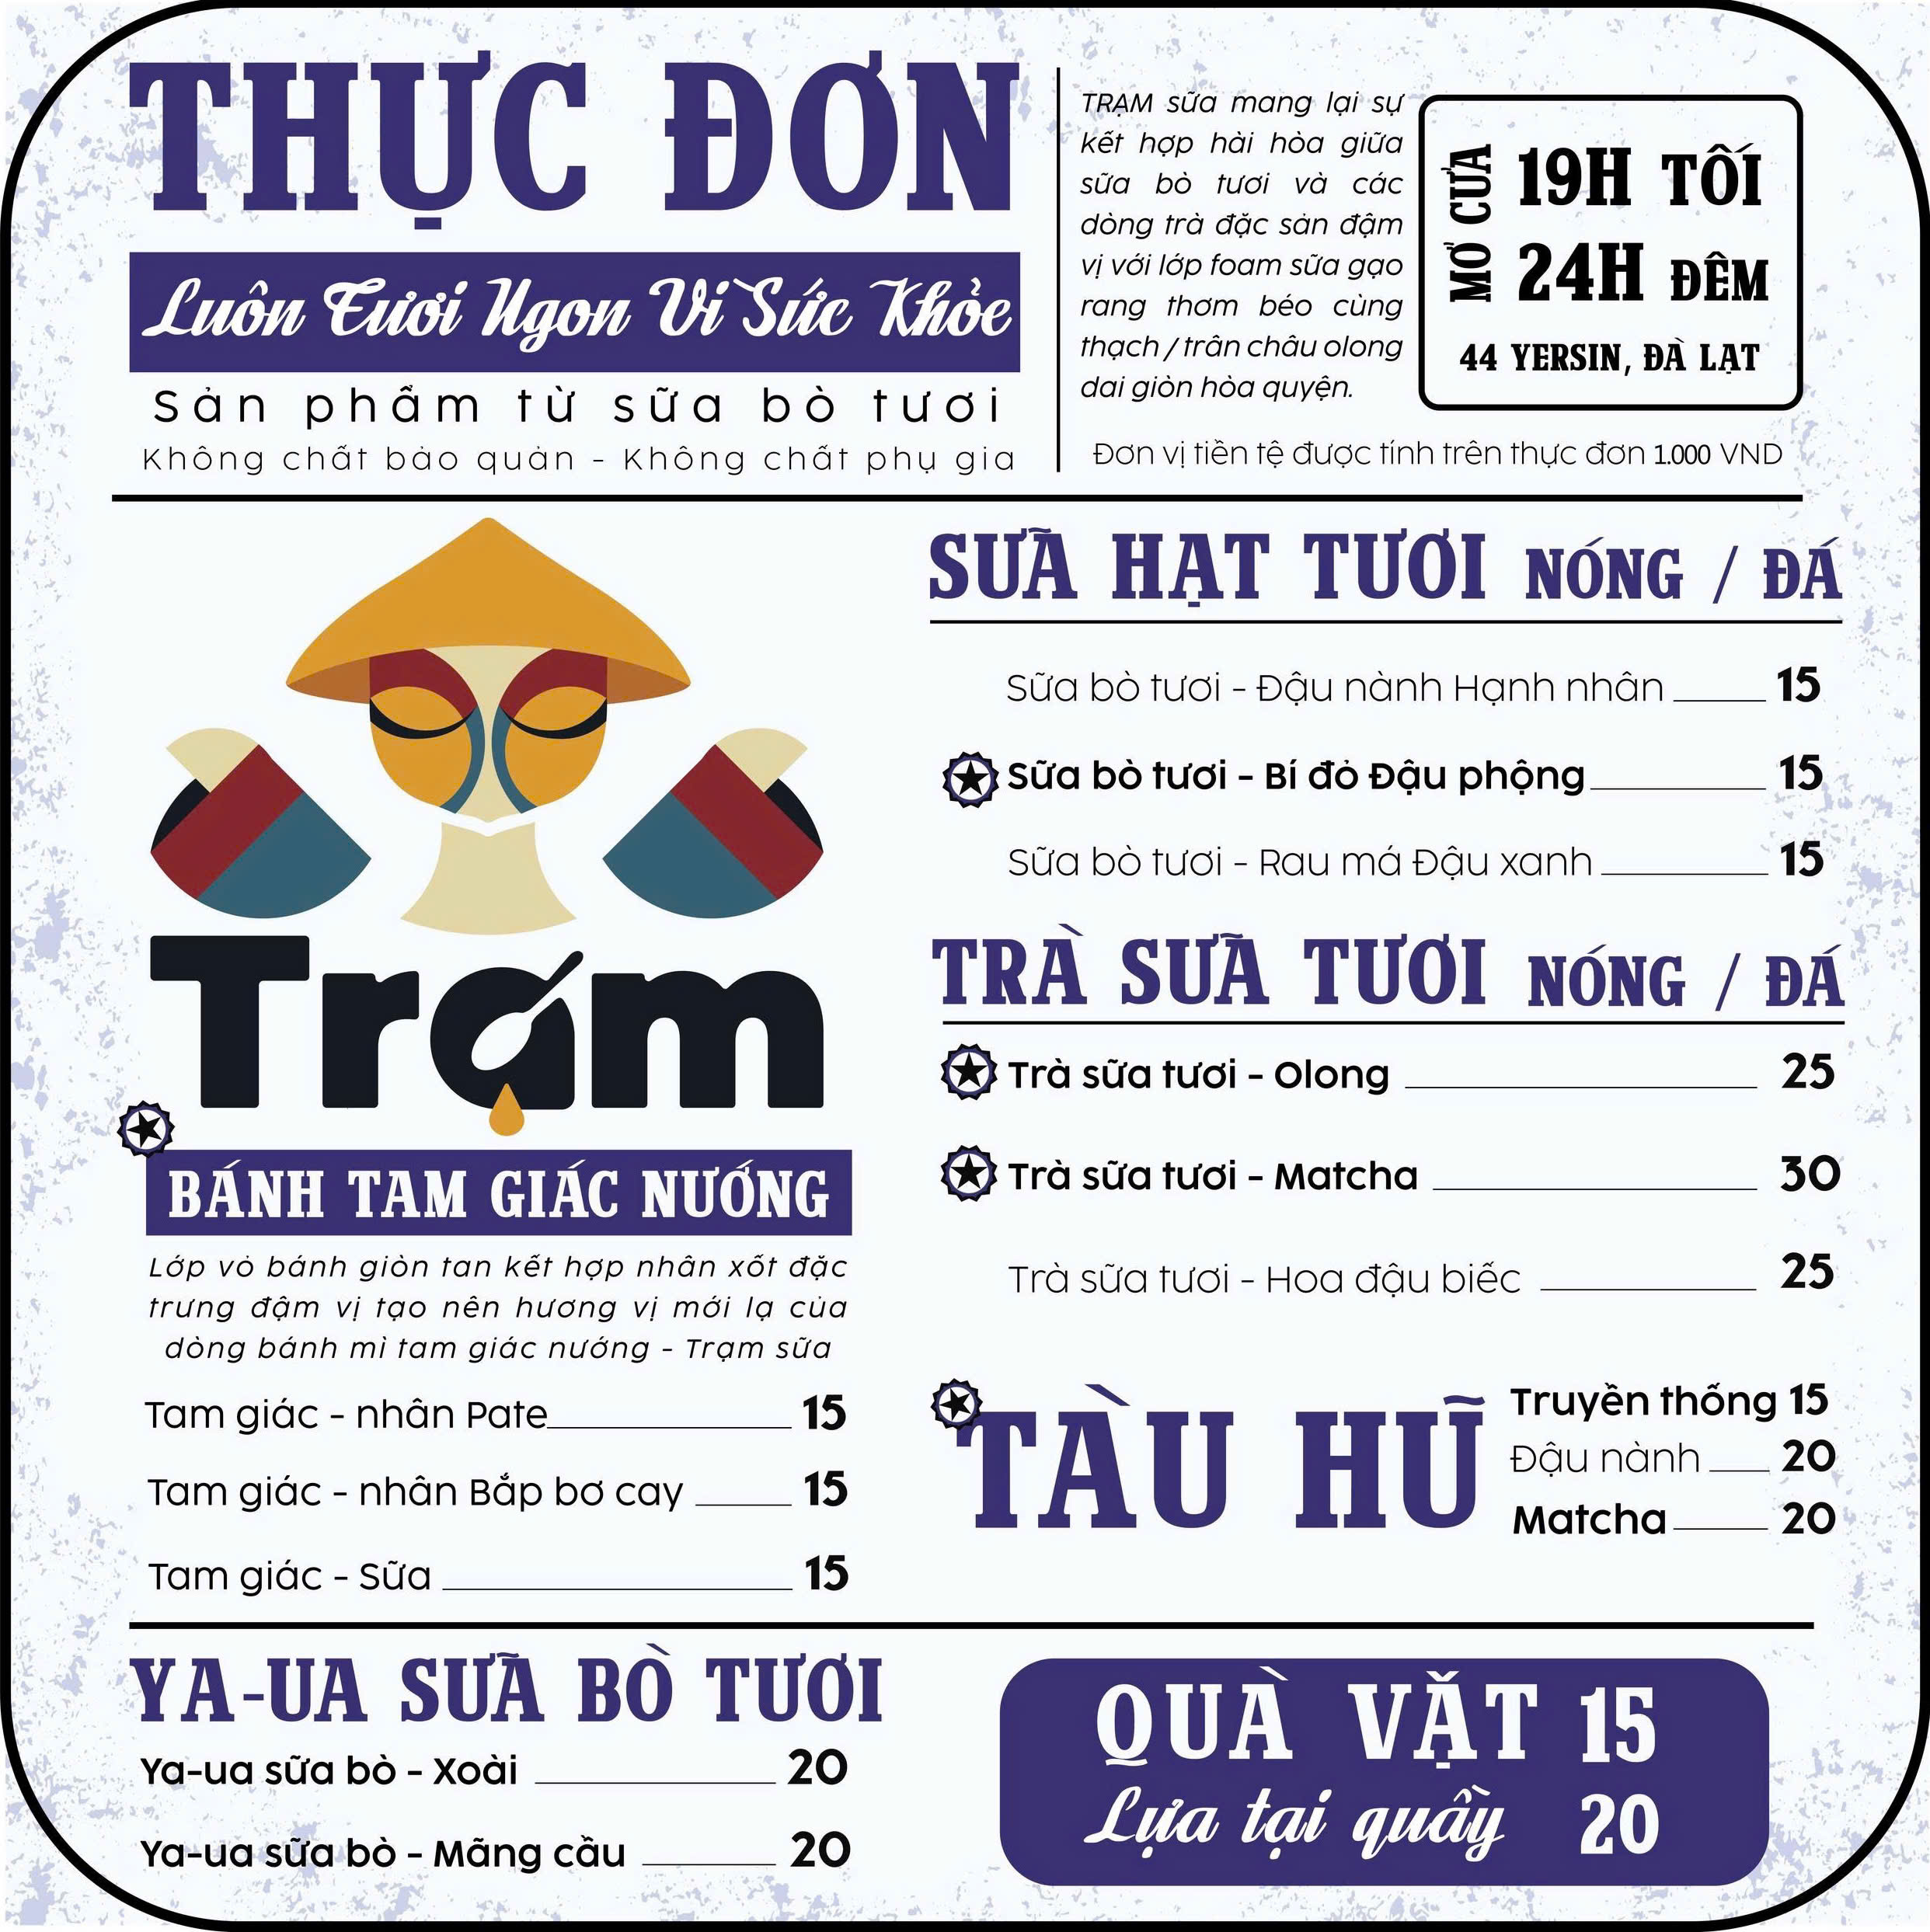 THỰC ĐƠN
Luôn Tươi Ngon Vì Sức Khỏe
Sản phẩm từ sữa bò tươi
Không chất bảo quản - Không chất phụ gia
TRẠM sữa mang lại sự
kết hợp hài hòa giữa
sữa bò tươi và các
dòng trà đặc sản đậm
vị với lớp foam sữa gạo
rang thơm béo cùng
thạch / trân châu olong
dai giòn hòa quyện.
MỞ CỬA
19H TỐI
24H ĐÊM
44 YERSIN, ĐÀ LẠT
Đơn vị tiền tệ được tính trên thực đơn 1.000 VND
Trạm
BÁNH TAM GIÁC NƯỚNG
Lớp vỏ bánh giòn tan kết hợp nhân xốt đặc
trưng đậm vị tạo nên hương vị mới lạ của
dòng bánh mì tam giác nướng - Trạm sữa
Tam giác - nhân Pate 15
Tam giác - nhân Bắp bơ cay 15
Tam giác - Sữa 15
SỮA HẠT TƯƠI NÓNG / ĐÁ
Sữa bò tươi - Đậu nành Hạnh nhân 15
Sữa bò tươi - Bí đỏ Đậu phộng 15
Sữa bò tươi - Rau má Đậu xanh 15
TRÀ SỮA TƯƠI NÓNG / ĐÁ
Trà sữa tươi - Olong 25
Trà sữa tươi - Matcha 30
Trà sữa tươi - Hoa đậu biếc 25
TÀU HŨ
Truyền thống 15
Đậu nành 20
Matcha 20
YA-UA SỮA BÒ TƯƠI
Ya-ua sữa bò - Xoài 20
Ya-ua sữa bò - Mãng cầu 20
QUÀ VẶT 15
Lựa tại quầy 20